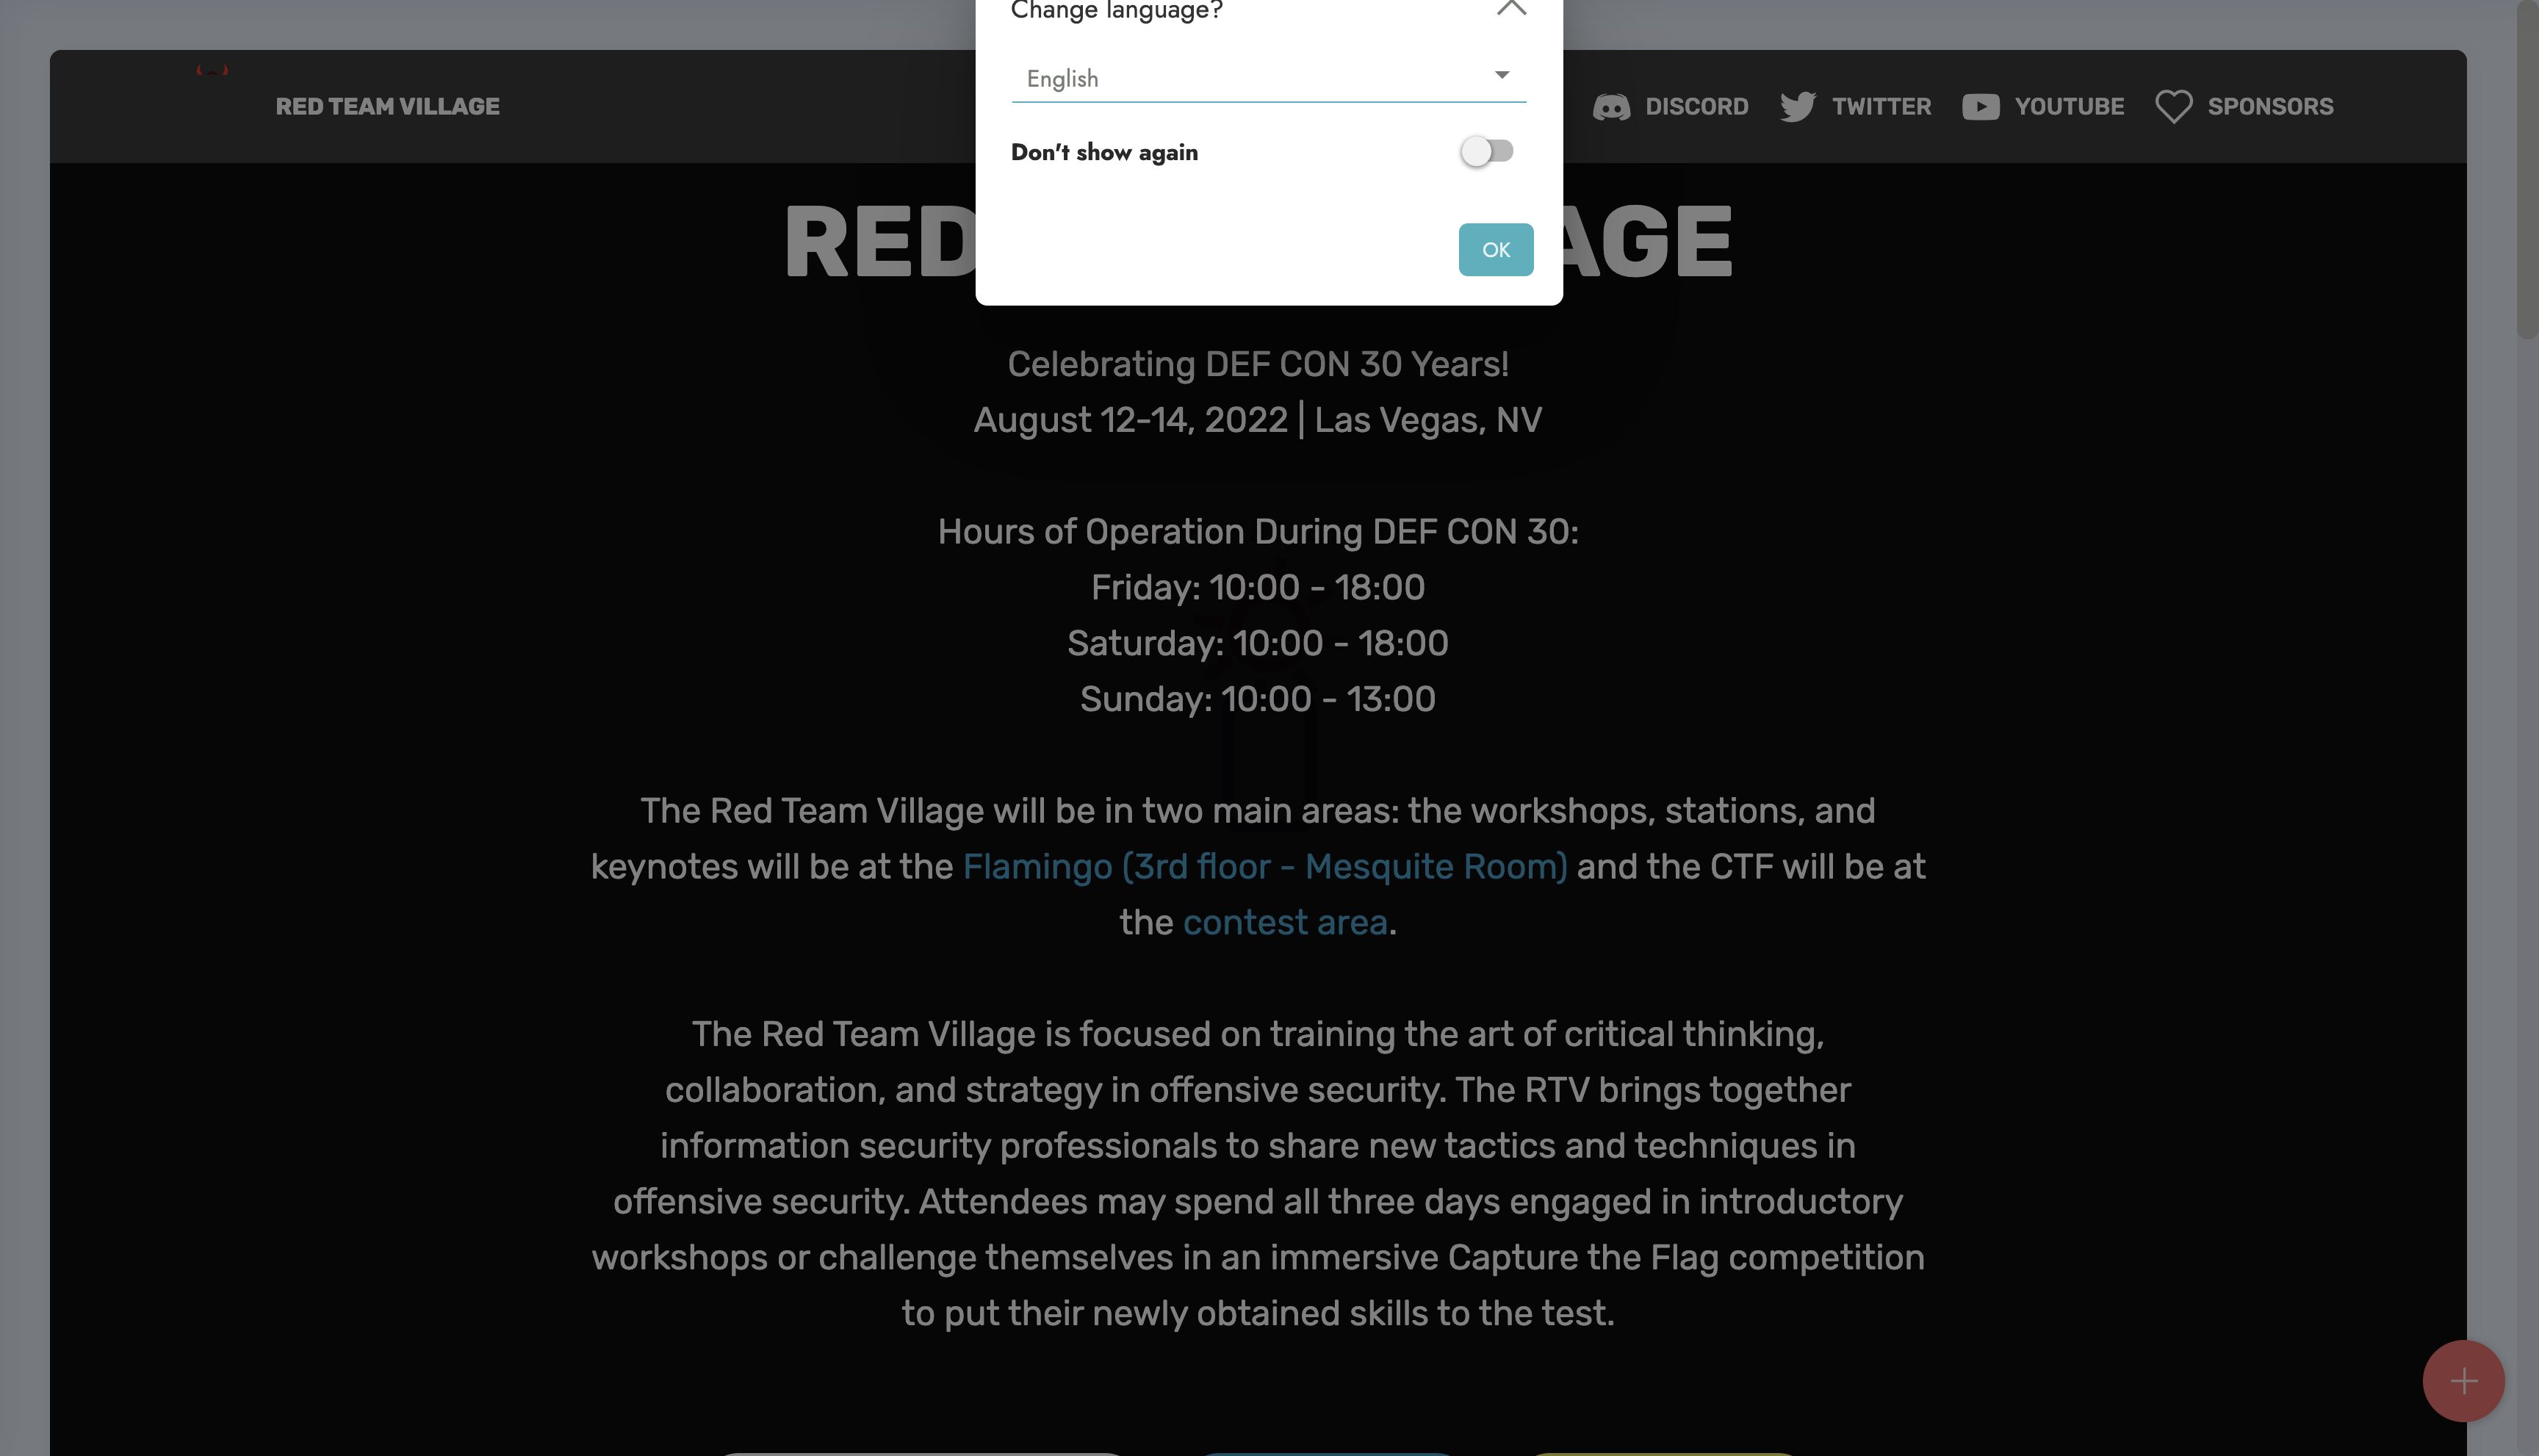 Change language?
English
Don't show again
OK
RED TEAM VILLAGE
DISCORD
TWITTER
YOUTUBE
SPONSORS
RED
AGE
Celebrating DEF CON 30 Years!
August 12-14, 2022 | Las Vegas, NV
Hours of Operation During DEF CON 30:
Friday: 10:00 - 18:00
Saturday: 10:00 - 18:00
Sunday: 10:00 - 13:00
The Red Team Village will be in two main areas: the workshops, stations, and
keynotes will be at the Flamingo (3rd floor - Mesquite Room) and the CTF will be at
the contest area.
The Red Team Village is focused on training the art of critical thinking,
collaboration, and strategy in offensive security. The RTV brings together
information security professionals to share new tactics and techniques in
offensive security. Attendees may spend all three days engaged in introductory
workshops or challenge themselves in an immersive Capture the Flag competition
to put their newly obtained skills to the test.